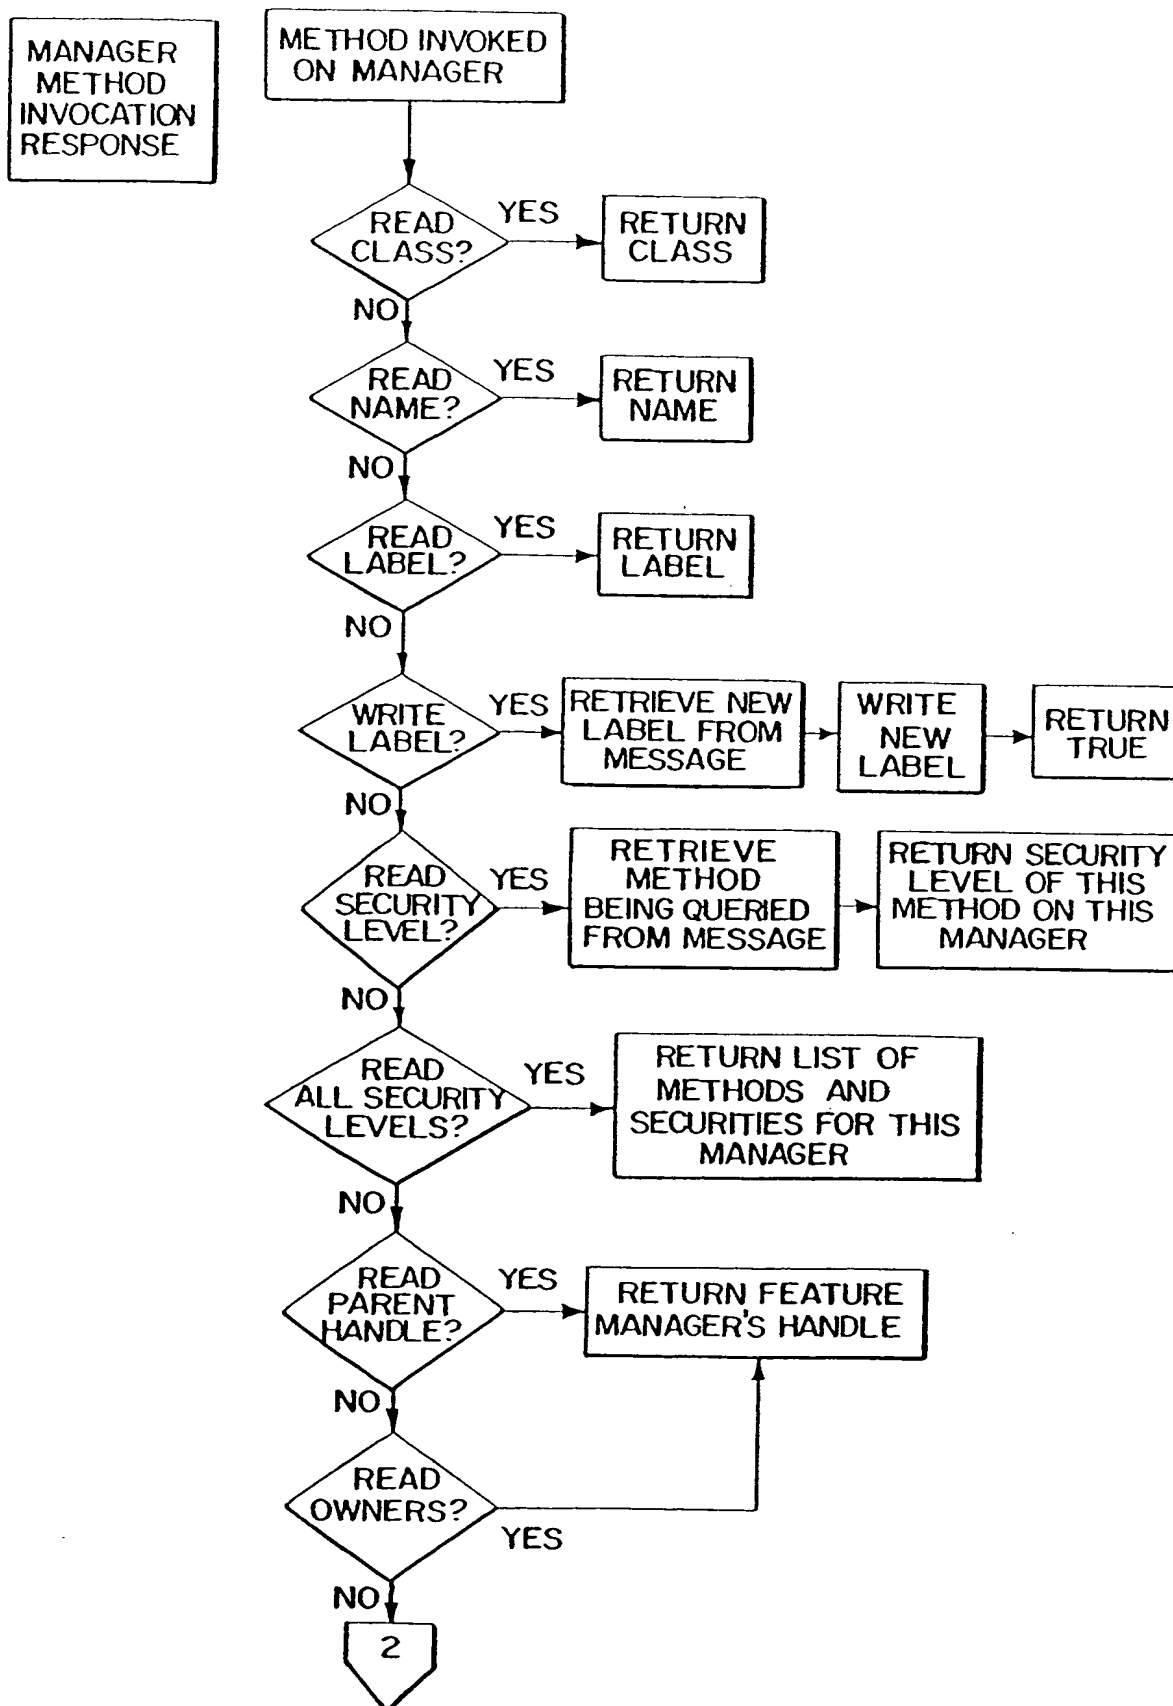 MANAGER
METHOD
INVOCATION
RESPONSE
METHOD INVOKED
ON MANAGER
READ
CLASS?
YES
RETURN
CLASS
NO
READ
NAME?
YES
RETURN
NAME
NO
READ
LABEL?
YES
RETURN
LABEL
NO
WRITE
LABEL?
YES
RETRIEVE NEW
LABEL FROM
MESSAGE
WRITE
NEW
LABEL
RETURN
TRUE
NO
READ
SECURITY
LEVEL?
YES
RETRIEVE
METHOD
BEING QUERIED
FROM MESSAGE
RETURN SECURITY
LEVEL OF THIS
METHOD ON THIS
MANAGER
NO
READ
ALL SECURITY
LEVELS?
YES
RETURN LIST OF
METHODS AND
SECURITIES FOR THIS
MANAGER
NO
READ
PARENT
HANDLE?
YES
RETURN FEATURE
MANAGER'S HANDLE
NO
READ
OWNERS?
YES
NO
2